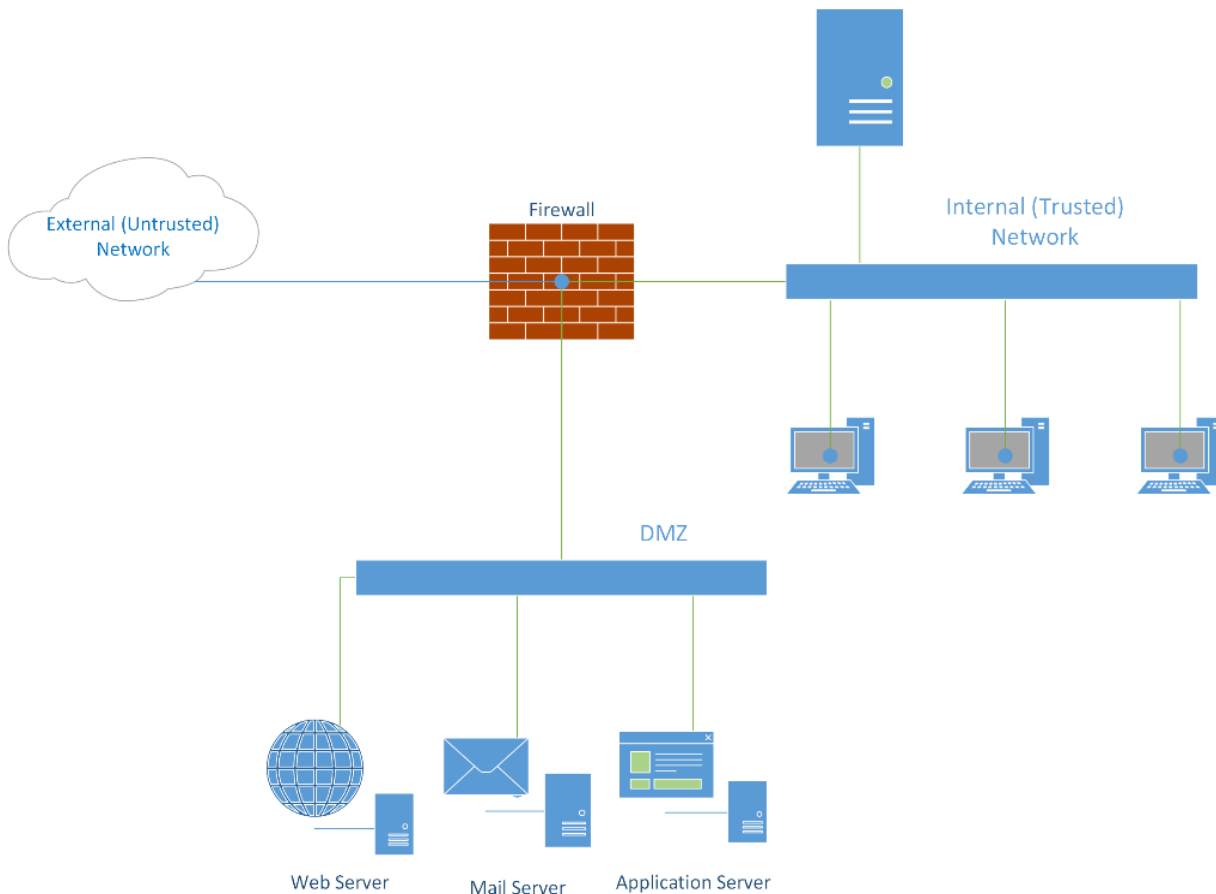 Firewall
External (Untrusted)
Network
Internal (Trusted)
Network
DMZ
Web Server
Mail Server
Application Server